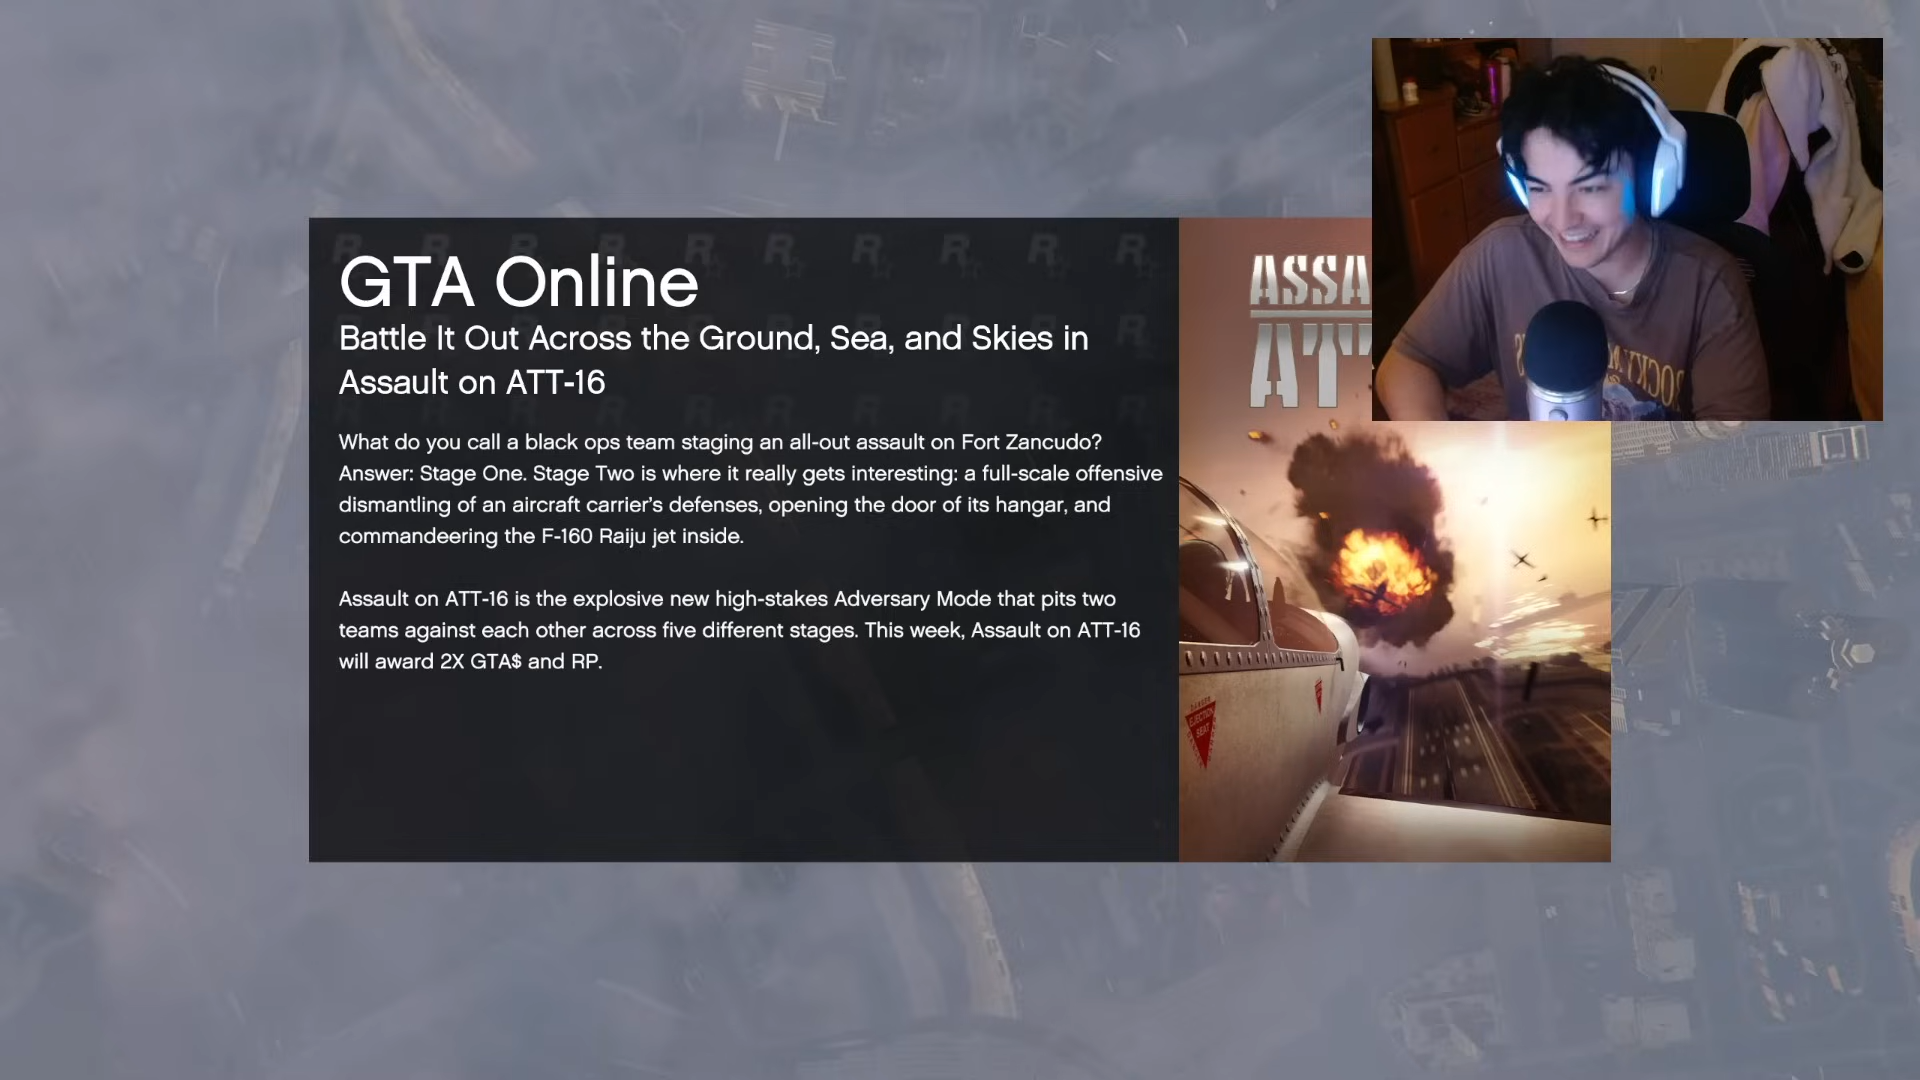 GTA Online
Battle It Out Across the Ground, Sea, and Skies in
Assault on ATT-16
What do you call a black ops team staging an all-out assault on Fort Zancudo?
Answer: Stage One. Stage Two is where it really gets interesting: a full-scale offensive
dismantling of an aircraft carrier's defenses, opening the door of its hangar, and
commandeering the F-160 Raiju jet inside.
Assault on ATT-16 is the explosive new high-stakes Adversary Mode that pits two
teams against each other across five different stages. This week, Assault on ATT-16
will award 2X GTA$ and RP.
ASSA
ATT
DANGER
EJECTION
SEAT